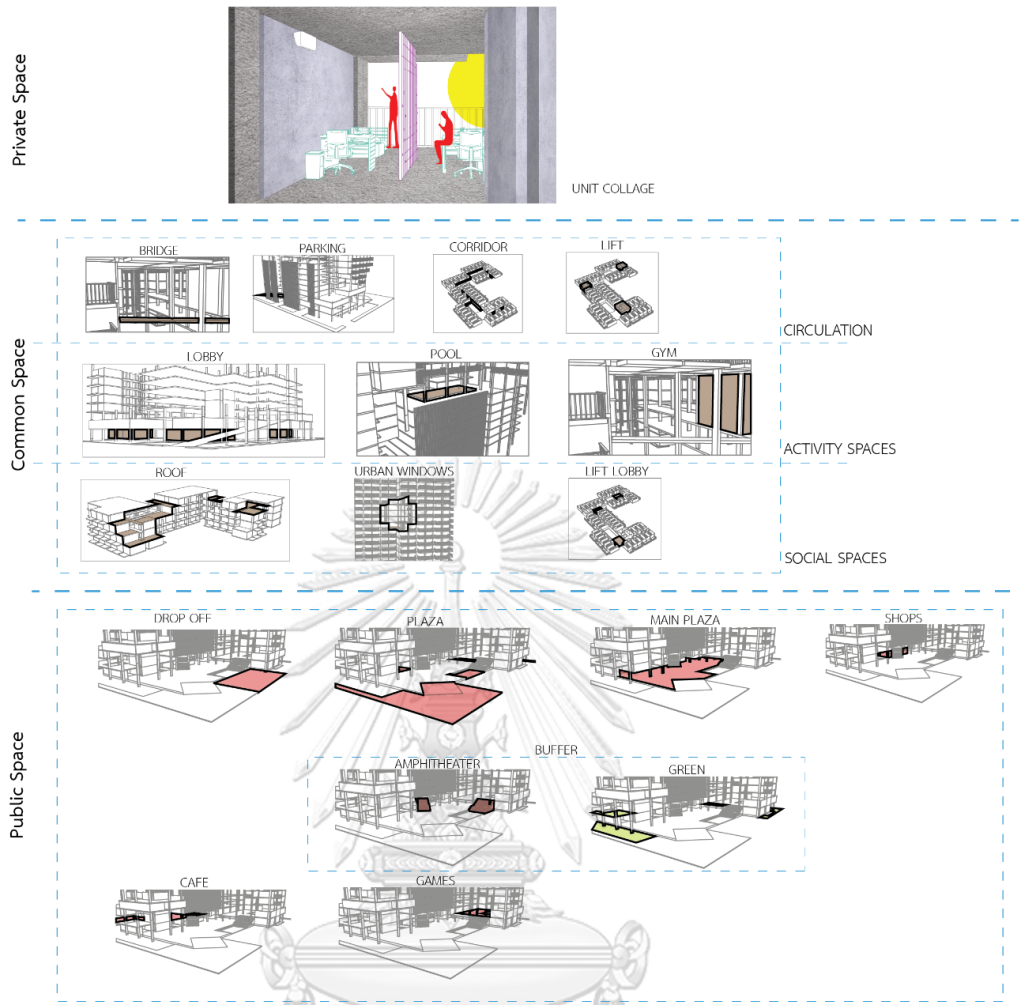 Private Space
UNIT COLLAGE
Common Space
BRIDGE
PARKING
CORRIDOR
LIFT
CIRCULATION
LOBBY
POOL
GYM
ACTIVITY SPACES
ROOF
URBAN WINDOWS
LIFT LOBBY
SOCIAL SPACES
Public Space
DROP OFF
PLAZA
MAIN PLAZA
SHOPS
BUFFER
AMPHITHEATER
GREEN
CAFE
GAMES